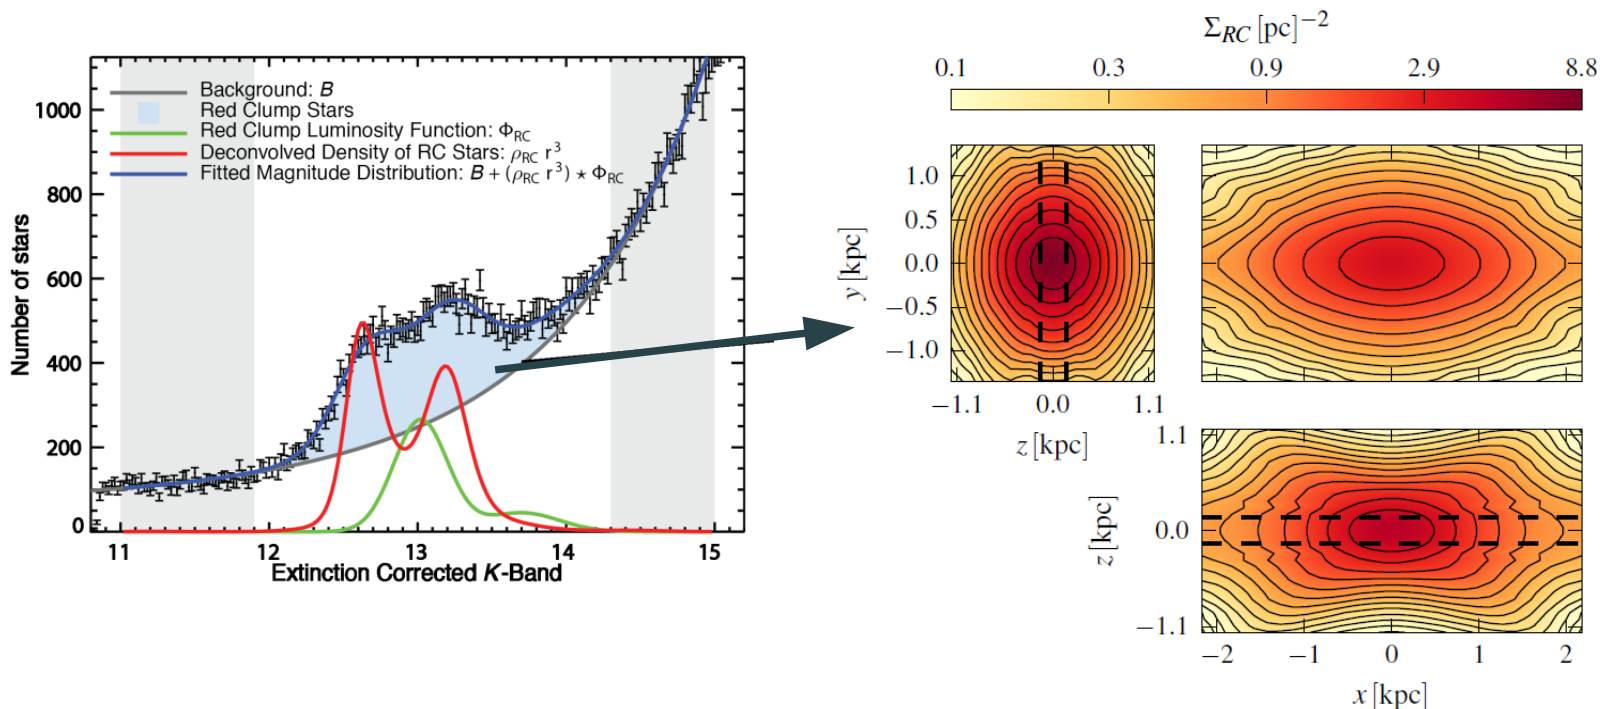 Number of stars
1000
800
600
400
200
0
Background: B
Red Clump Stars
Red Clump Luminosity Function: Φ_RC
Deconvolved Density of RC Stars: ρ_RC r³
Fitted Magnitude Distribution: B + (ρ_RC r³) ⋆ Φ_RC
11 12 13 14 15
Extinction Corrected K-Band
Σ_RC [pc]⁻²
0.1 0.3 0.9 2.9 8.8
y [kpc]
1.0
0.5
0.0
−0.5
−1.0
−1.1 0.0 1.1
z [kpc]
z [kpc]
1.1
0.0
−1.1
−2 −1 0 1 2
x [kpc]